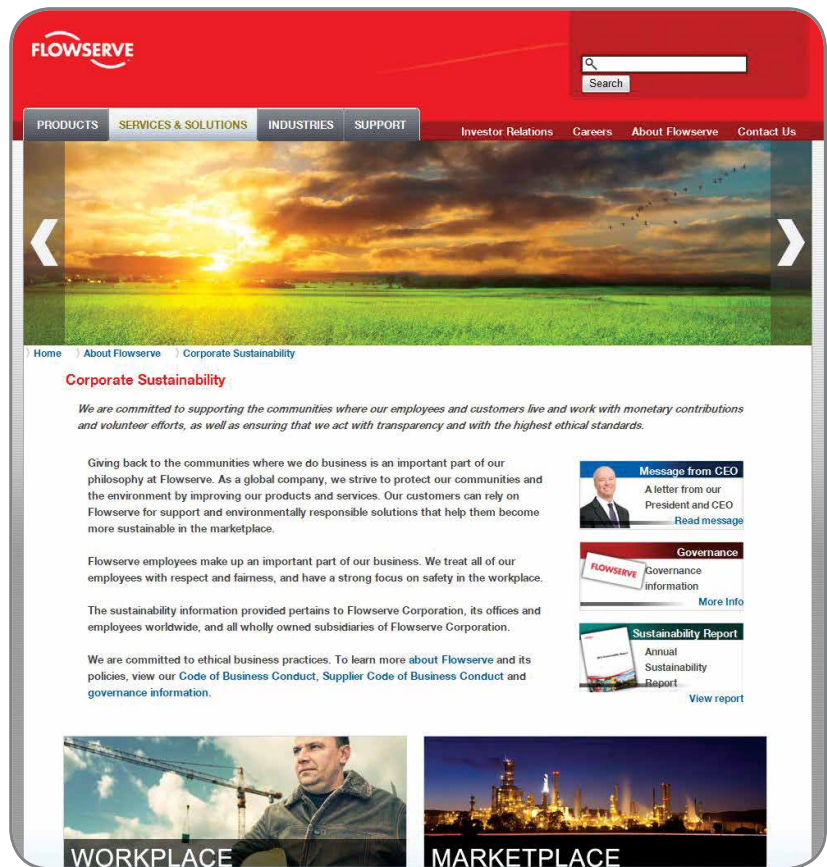 FLOWSERVE
Search
PRODUCTS SERVICES & SOLUTIONS INDUSTRIES SUPPORT
Investor Relations Careers About Flowserve Contact Us
Home About Flowserve Corporate Sustainability
Corporate Sustainability
We are committed to supporting the communities where our employees and customers live and work with monetary contributions
and volunteer efforts, as well as ensuring that we act with transparency and with the highest ethical standards.
Giving back to the communities where we do business is an important part of our
philosophy at Flowserve. As a global company, we strive to protect our communities and
the environment by improving our products and services. Our customers can rely on
Flowserve for support and environmentally responsible solutions that help them become
more sustainable in the marketplace.
Flowserve employees make up an important part of our business. We treat all of our
employees with respect and fairness, and have a strong focus on safety in the workplace.
The sustainability information provided pertains to Flowserve Corporation, its offices and
employees worldwide, and all wholly owned subsidiaries of Flowserve Corporation.
We are committed to ethical business practices. To learn more about Flowserve and its
policies, view our Code of Business Conduct, Supplier Code of Business Conduct and
governance information.
Message from CEO
A letter from our
President and CEO
Read message
Governance
FLOWSERVE
Governance
information
More Info
Sustainability Report
Annual
Sustainability
Report
View report
WORKPLACE
MARKETPLACE